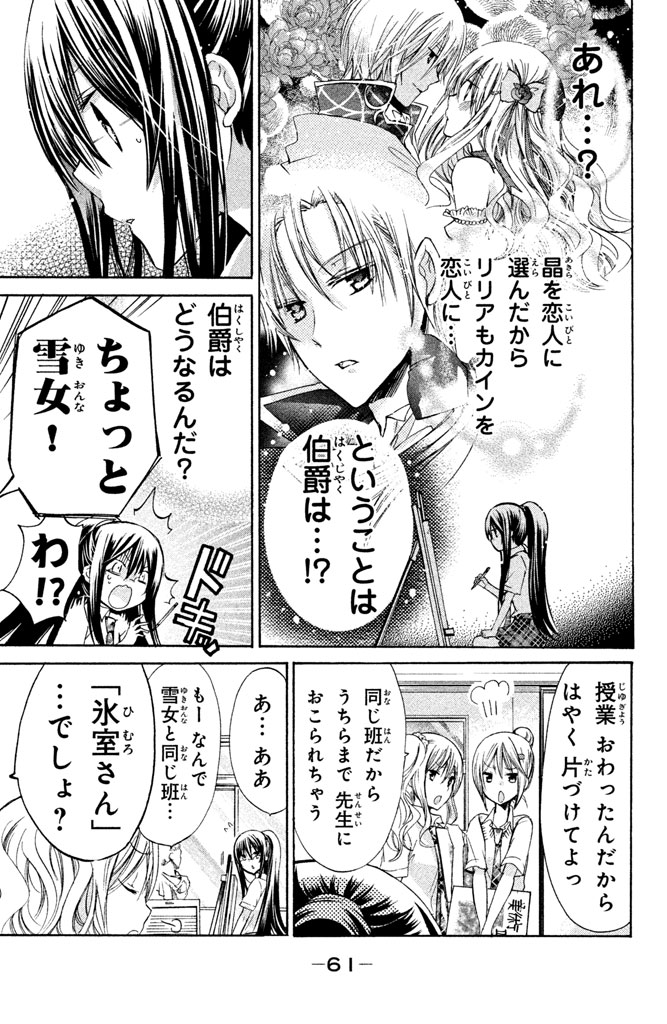 あれ…‥?
晶を恋人に
選んだから
リリアもカインを
恋人に…
ということは
伯爵は…!?
伯爵は
どうなるんだ?
ちょっと
雪女!
わ!?
授業 おわったんだから
はやく 片づけてよっ
同じ班だから
うちらまで 先生に
おこられちゃう
美術
あ… ああ
もー なんで
雪女と同じ班…
「氷室さん」
…でしょ?
–61–